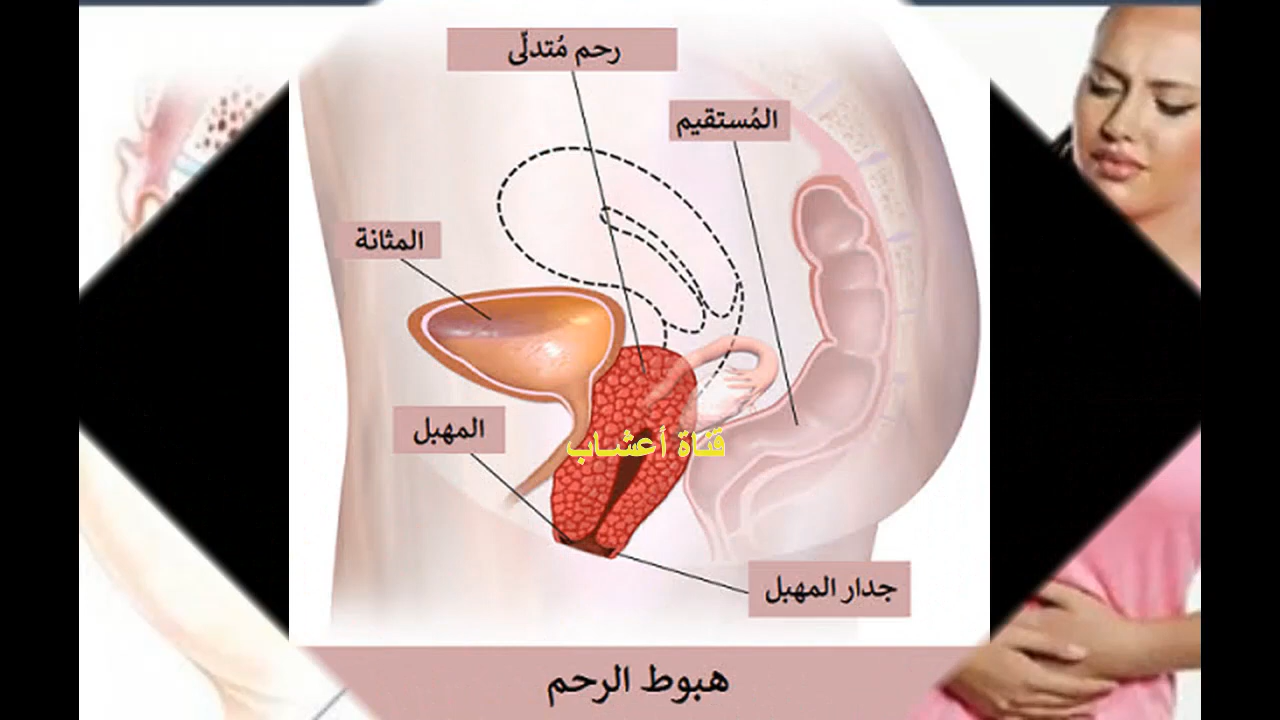 رحم مُتدلّى
المُستقيم
المثانة
المهبل
قناة أعشاب
جدار المهبل
هبوط الرحم